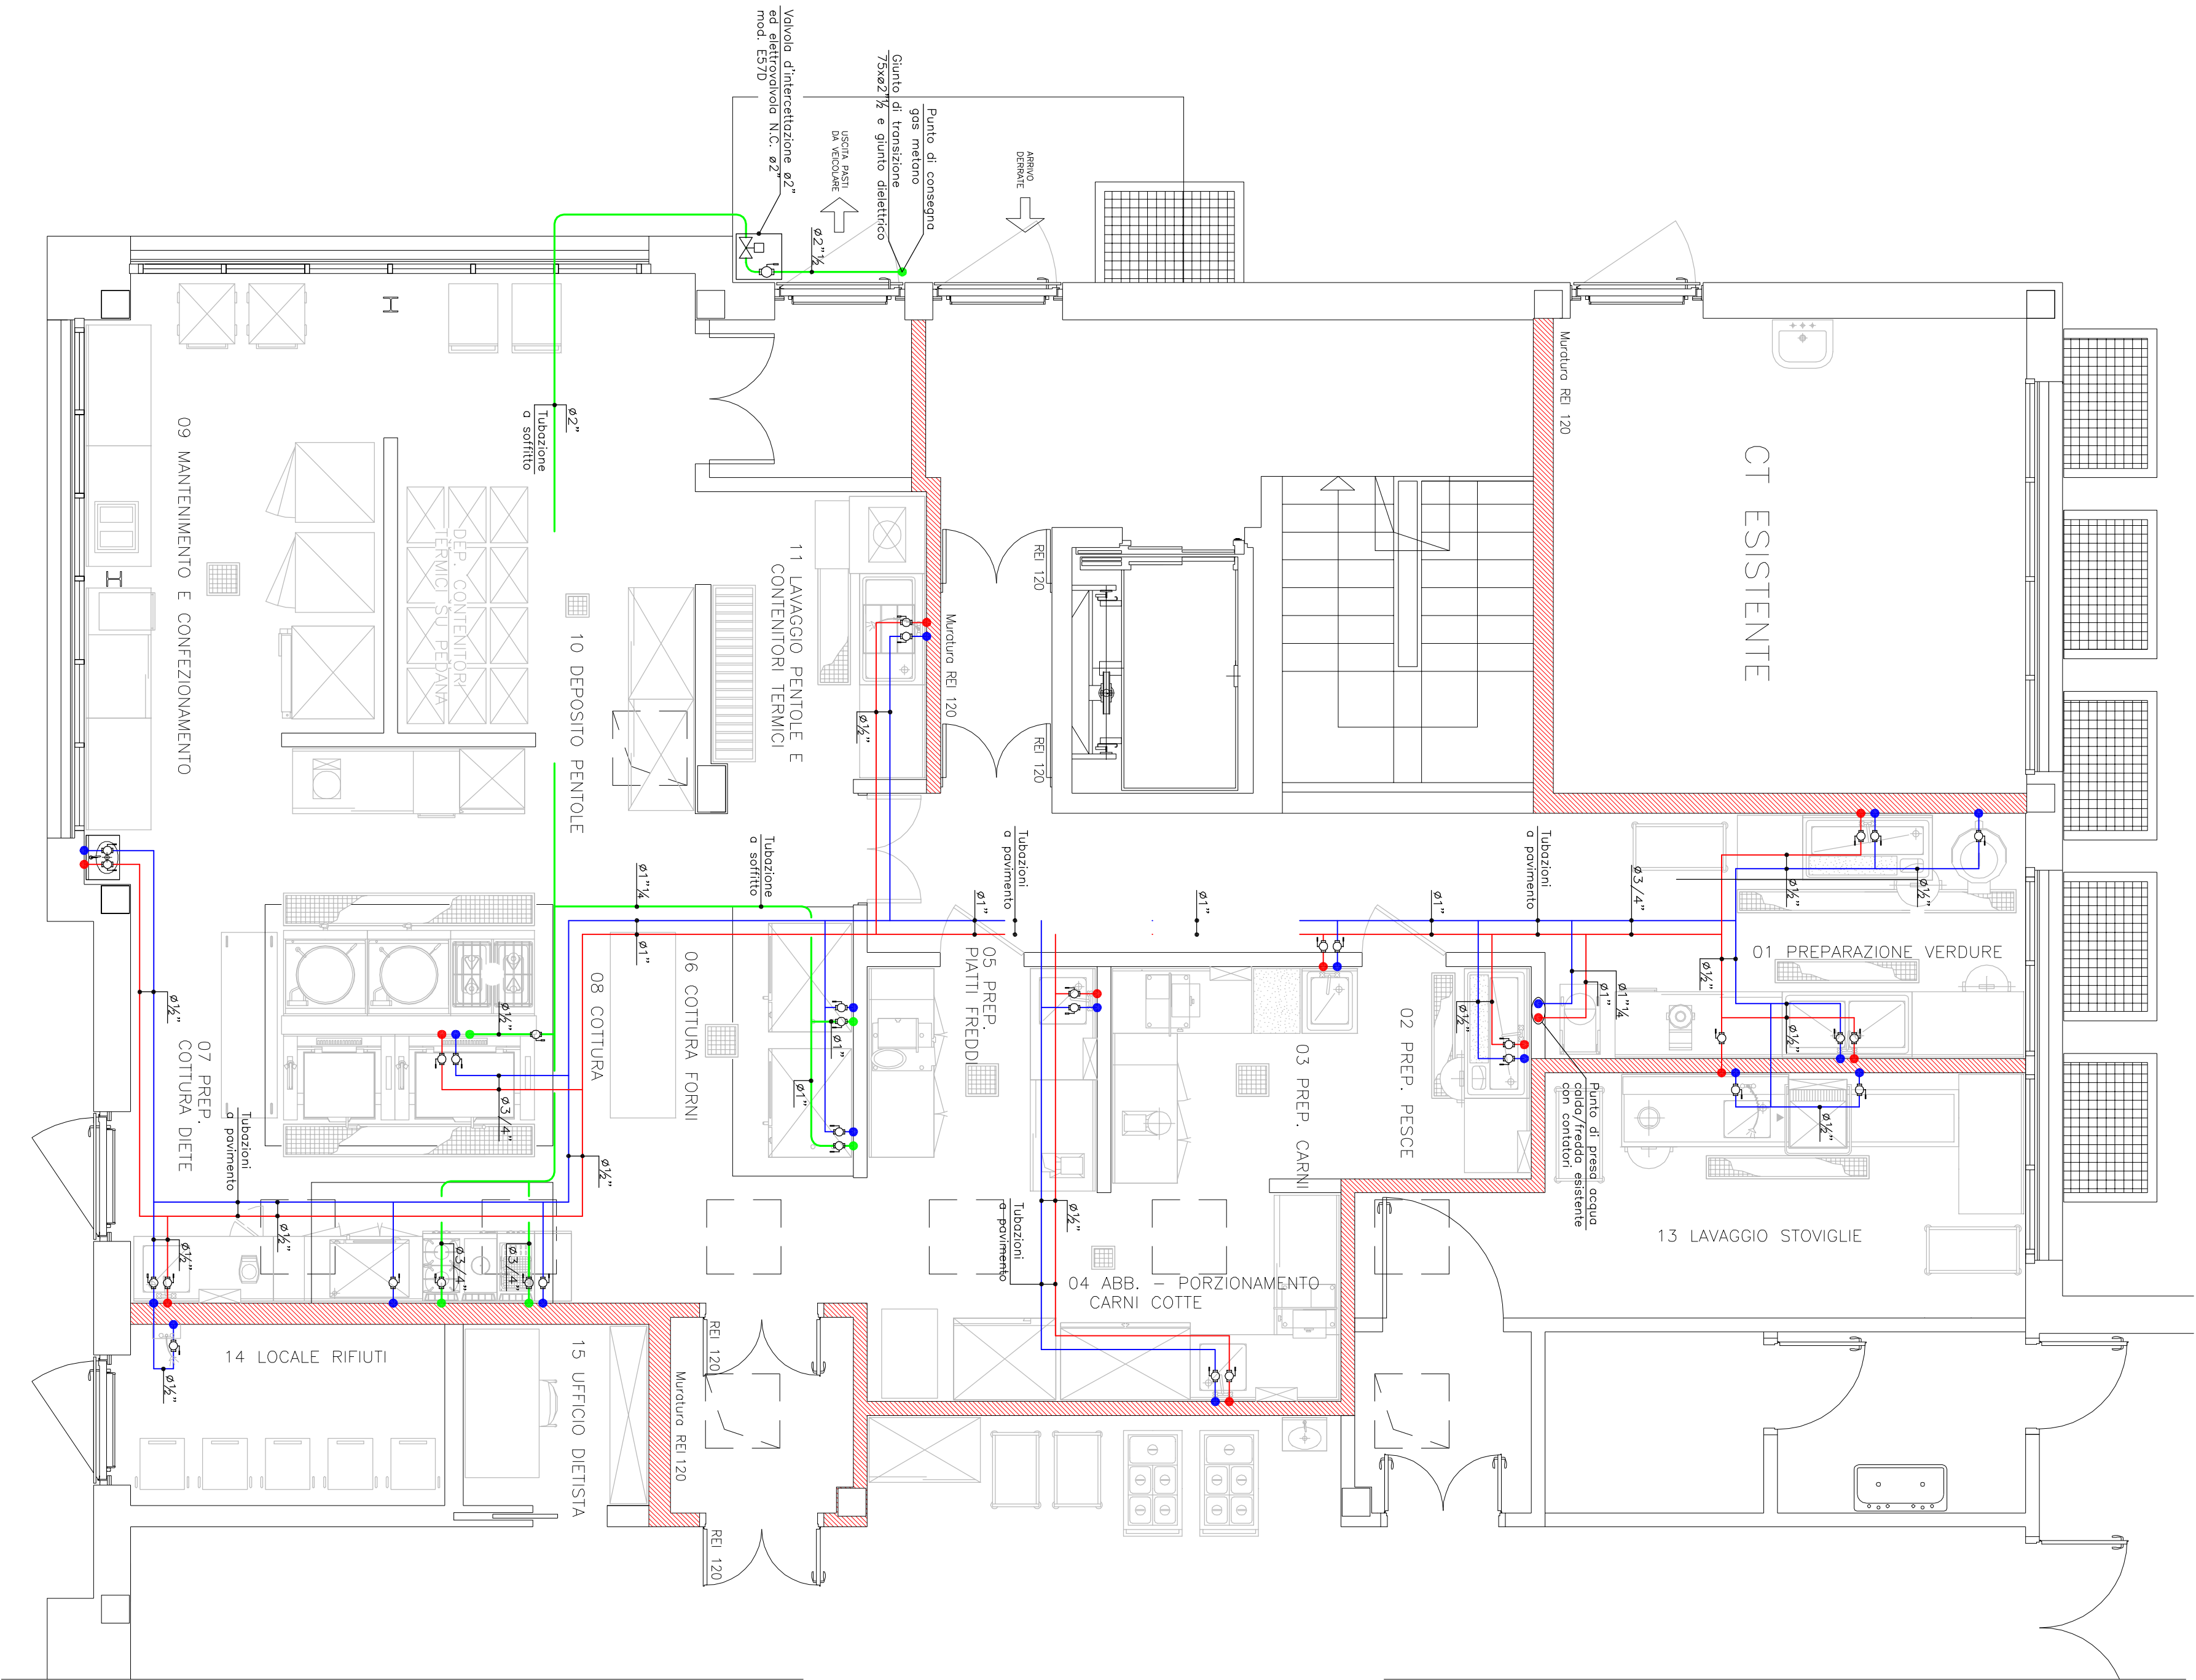 Valvola d'intercettazione ø2"
ed elettrovalvola N.C. ø2"
mod. E57D
Giunto di transizione
75xø2"½ e giunto dielettrico
Punto di consegna
gas metano
USCITA PASTI
DA VEICOLARE
ARRIVO
DERRATE
ø2"½
Muratura REI 120
CT ESISTENTE
ø2"
Tubazione
a soffitto
09 MANTENIMENTO E CONFEZIONAMENTO
DEP. CONTENITORI
TERMICI SU PEDANA
10 DEPOSITO PENTOLE
11 LAVAGGIO PENTOLE E
CONTENITORI TERMICI
ø½"
Muratura REI 120
REI 120
REI 120
ø1"¼
Tubazione
a soffitto
ø1"
ø1"
Tubazioni
a pavimento
ø1"
ø1"
Tubazioni
a pavimento
ø3/4"
ø½"
ø½"
01 PREPARAZIONE VERDURE
ø½"
ø½"
ø1"
ø1"¼
ø½"
Punto di presa acqua
calda/fredda esistente
con contatori
ø½"
13 LAVAGGIO STOVIGLIE
02 PREP. PESCE
03 PREP. CARNI
05 PREP.
PIATTI FREDDI
06 COTTURA FORNI
08 COTTURA
ø1"
ø1"
ø½"
ø3/4"
ø½"
ø½"
07 PREP.
COTTURA DIETE
Tubazioni
a pavimento
ø½"
ø½"
ø3/4"
ø3/4"
Tubazioni
a pavimento
ø½"
04 ABB. – PORZIONAMENTO
CARNI COTTE
14 LOCALE RIFIUTI
ø½"
15 UFFICIO DIETISTA
Muratura REI 120
REI 120
REI 120